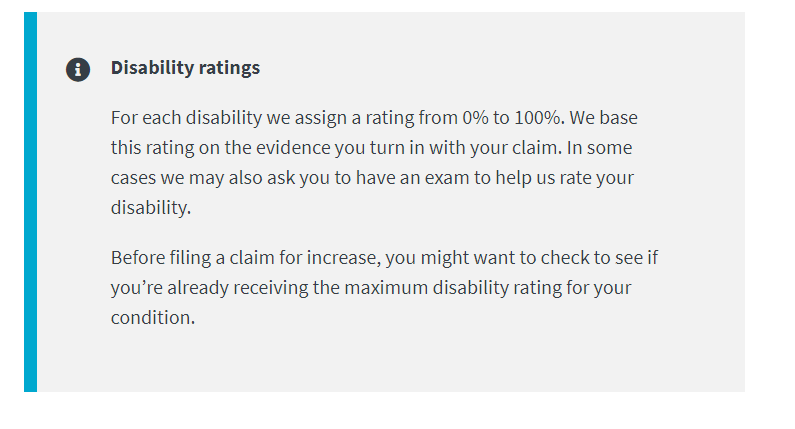 Disability ratings
For each disability we assign a rating from 0% to 100%. We base
this rating on the evidence you turn in with your claim. In some
cases we may also ask you to have an exam to help us rate your
disability.
Before filing a claim for increase, you might want to check to see if
you’re already receiving the maximum disability rating for your
condition.